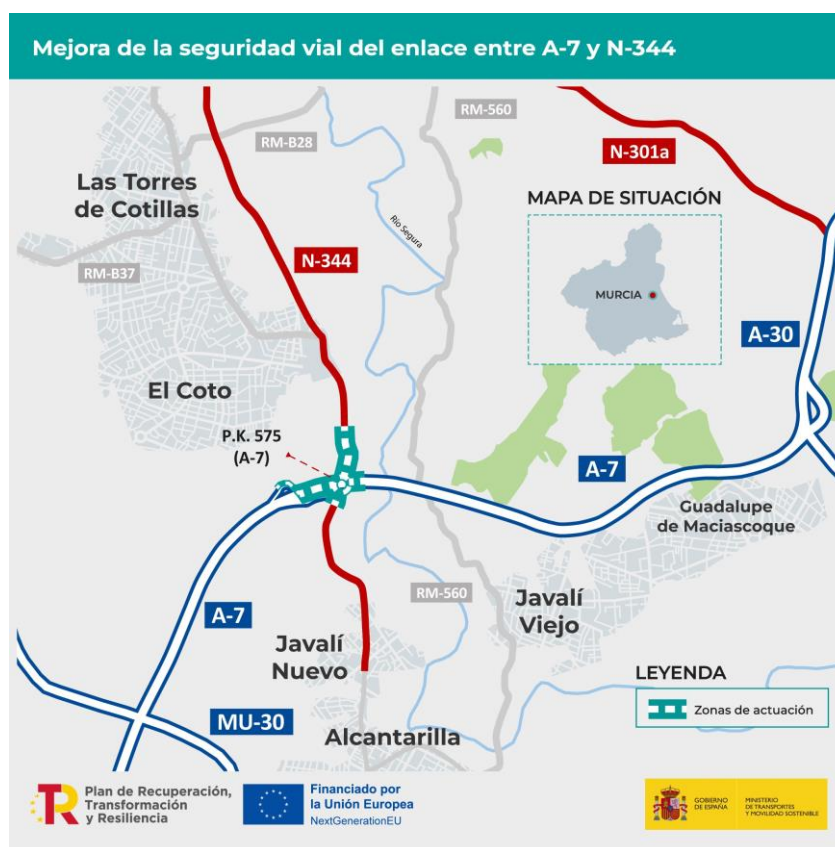 Mejora de la seguridad vial del enlace entre A-7 y N-344
RM-560
RM-B28
N-301a
Las Torres
de Cotillas
MAPA DE SITUACIÓN
Río Segura
N-344
RM-B37
MURCIA
A-30
El Coto
P.K. 575
(A-7)
A-7
Guadalupe
de Maciascoque
RM-560
Javalí
Viejo
A-7
Javalí
Nuevo
LEYENDA
Zonas de actuación
MU-30
Alcantarilla
Plan de Recuperación,
Transformación
y Resiliencia
Financiado por
la Unión Europea
NextGenerationEU
GOBIERNO
DE ESPAÑA
MINISTERIO
DE TRANSPORTES
Y MOVILIDAD SOSTENIBLE